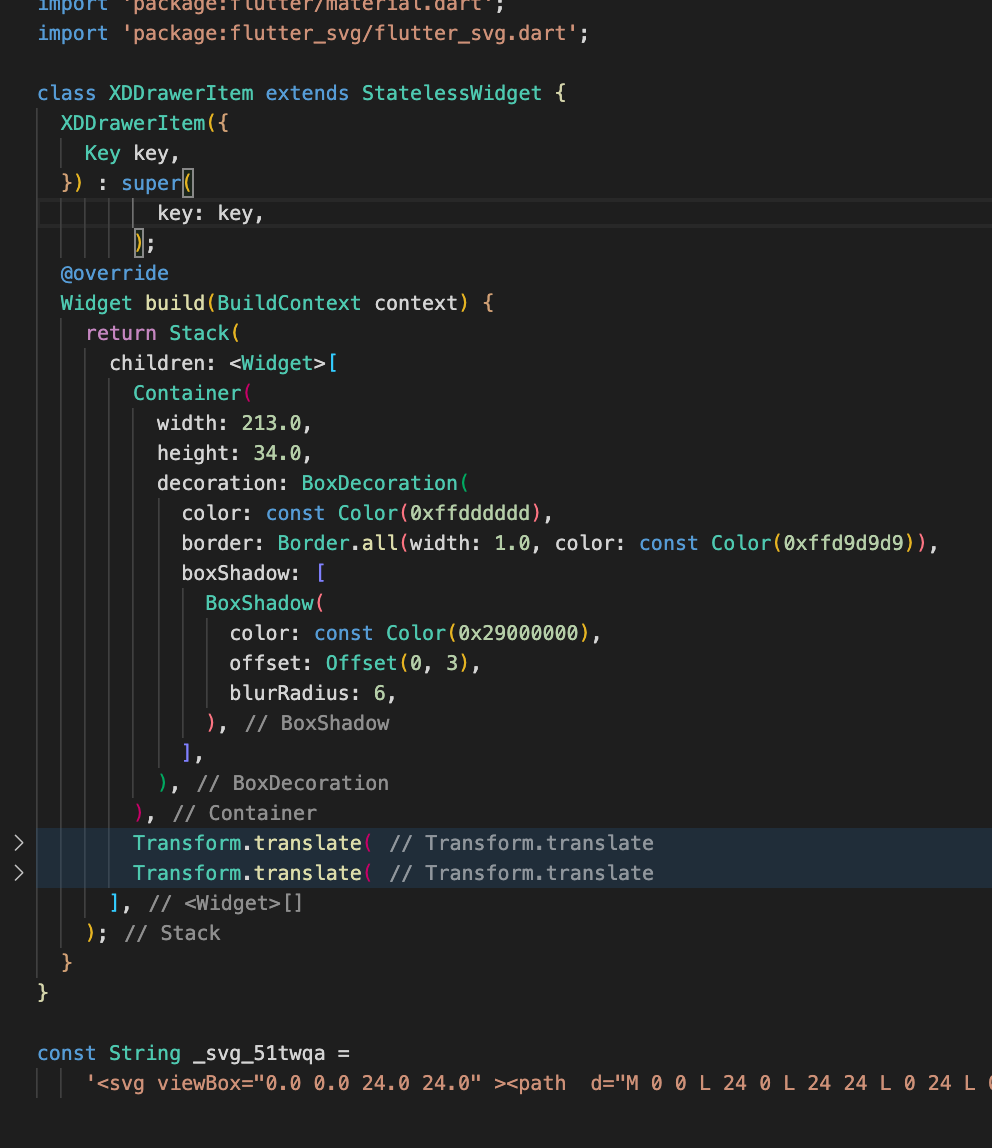 import 'package:flutter/material.dart';
import 'package:flutter_svg/flutter_svg.dart';
class XDDrawerItem extends StatelessWidget {
XDDrawerItem({
Key key,
}) : super(
key: key,
);
@override
Widget build(BuildContext context) {
return Stack(
children: <Widget>[
Container(
width: 213.0,
height: 34.0,
decoration: BoxDecoration(
color: const Color(0xffdddddd),
border: Border.all(width: 1.0, color: const Color(0xffd9d9d9)),
boxShadow: [
BoxShadow(
color: const Color(0x29000000),
offset: Offset(0, 3),
blurRadius: 6,
), // BoxShadow
],
), // BoxDecoration
), // Container
Transform.translate( // Transform.translate
Transform.translate( // Transform.translate
], // <Widget>[]
); // Stack
}
}
const String _svg_51twqa =
'<svg viewBox="0.0 0.0 24.0 24.0" ><path  d="M 0 0 L 24 0 L 24 24 L 0 24 L